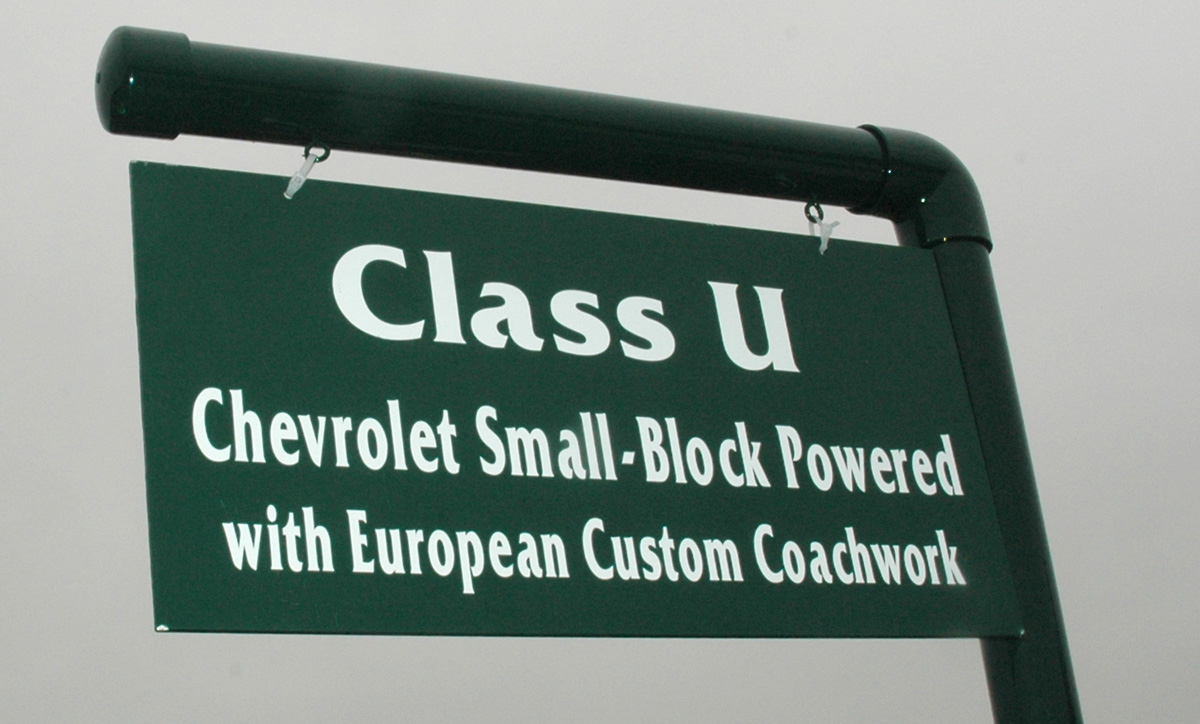 Class U
Chevrolet Small-Block Powered
with European Custom Coachwork